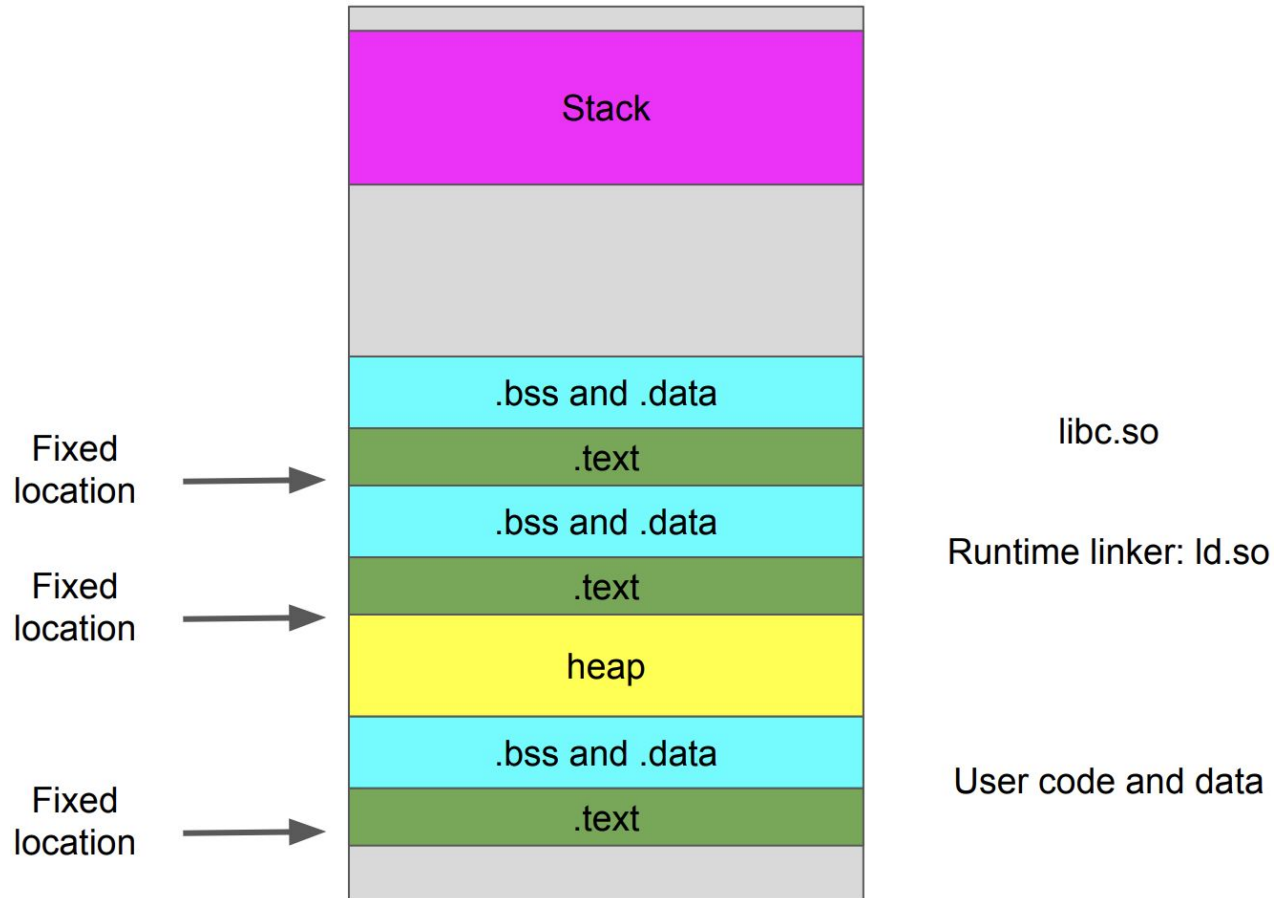 Stack
.bss and .data
libc.so
Fixed
location
.text
.bss and .data
Runtime linker: ld.so
Fixed
location
.text
heap
.bss and .data
User code and data
Fixed
location
.text